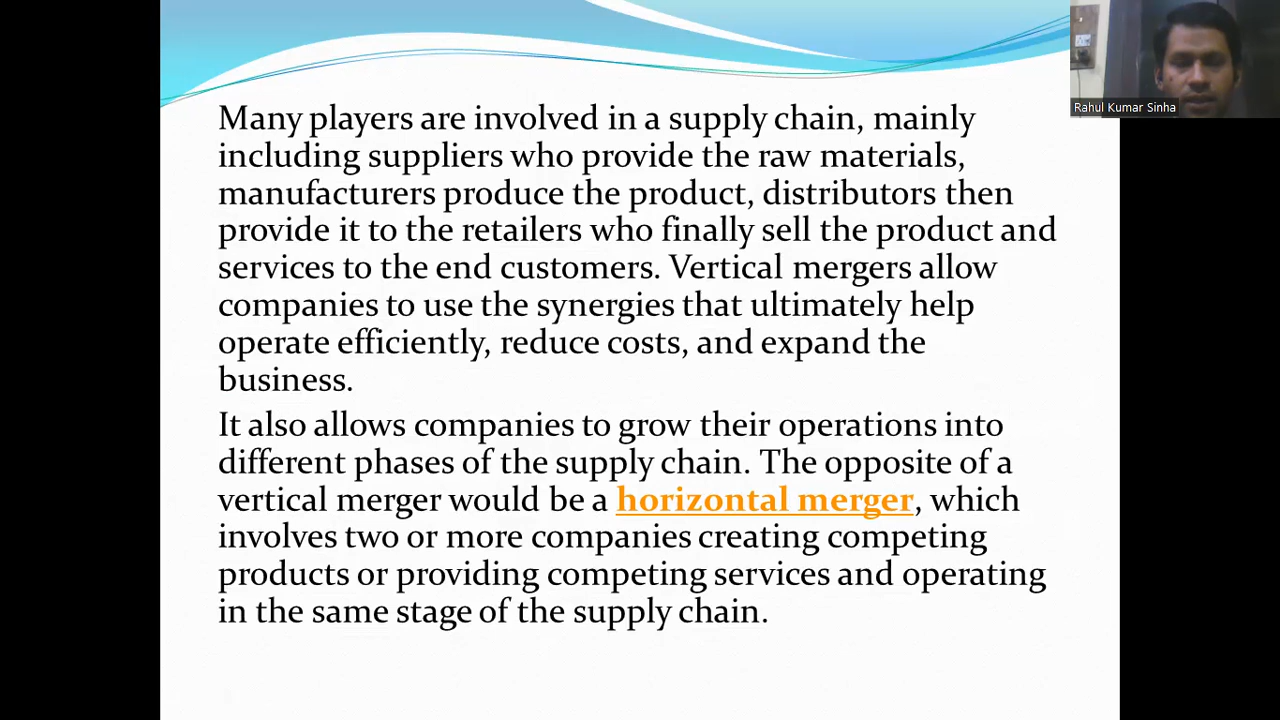 Rahul Kumar Sinha
Many players are involved in a supply chain, mainly
including suppliers who provide the raw materials,
manufacturers produce the product, distributors then
provide it to the retailers who finally sell the product and
services to the end customers. Vertical mergers allow
companies to use the synergies that ultimately help
operate efficiently, reduce costs, and expand the
business.
It also allows companies to grow their operations into
different phases of the supply chain. The opposite of a
vertical merger would be a horizontal merger, which
involves two or more companies creating competing
products or providing competing services and operating
in the same stage of the supply chain.